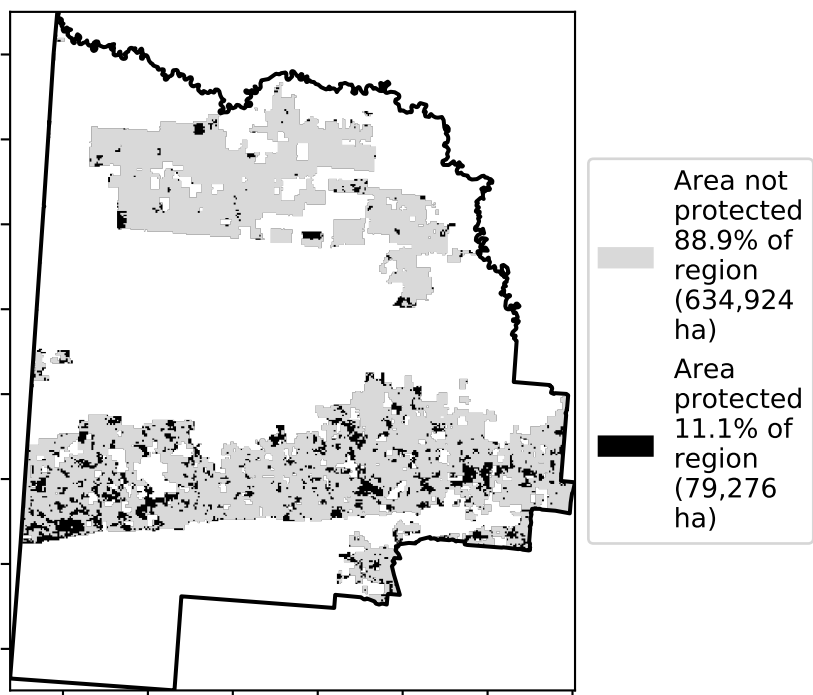 Area not
protected
88.9% of
region
(634,924
ha)
Area
protected
11.1% of
region
(79,276
ha)